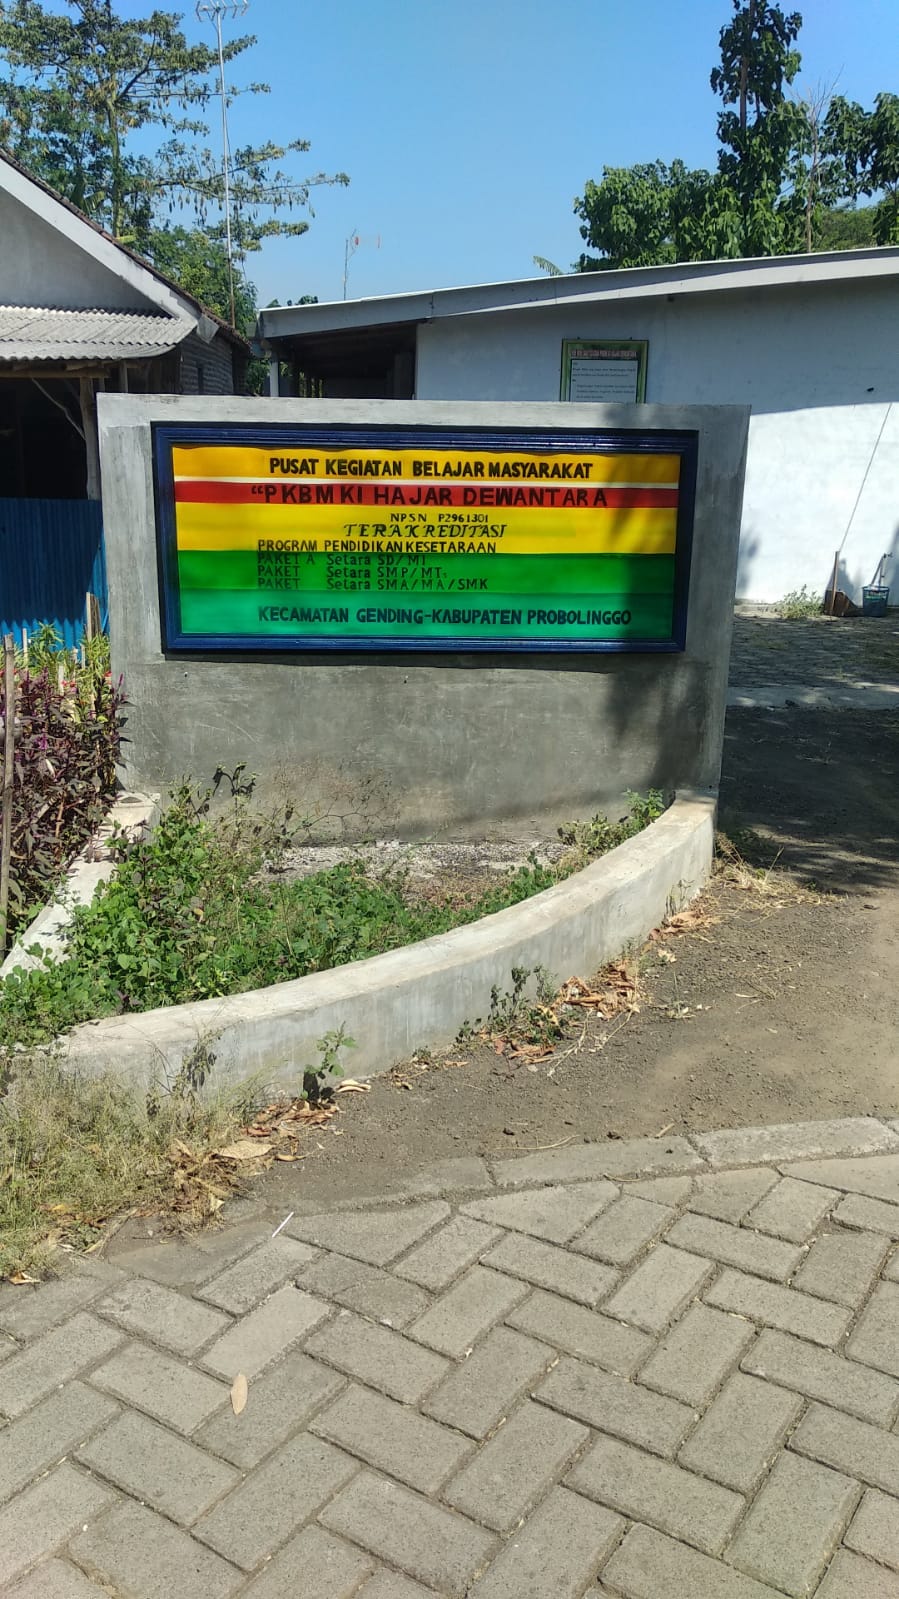 PUSAT KEGIATAN BELAJAR MASYARAKAT
"PKBM KI HAJAR DEWANTARA
NPSN P2961301
TERAKREDITASI
PROGRAM PENDIDIKAN KESETARAAN
PAKET A Setara SD/MI
PAKET Setara SMP/MTs
PAKET Setara SMA/MA/SMK
KECAMATAN GENDING-KABUPATEN PROBOLINGGO